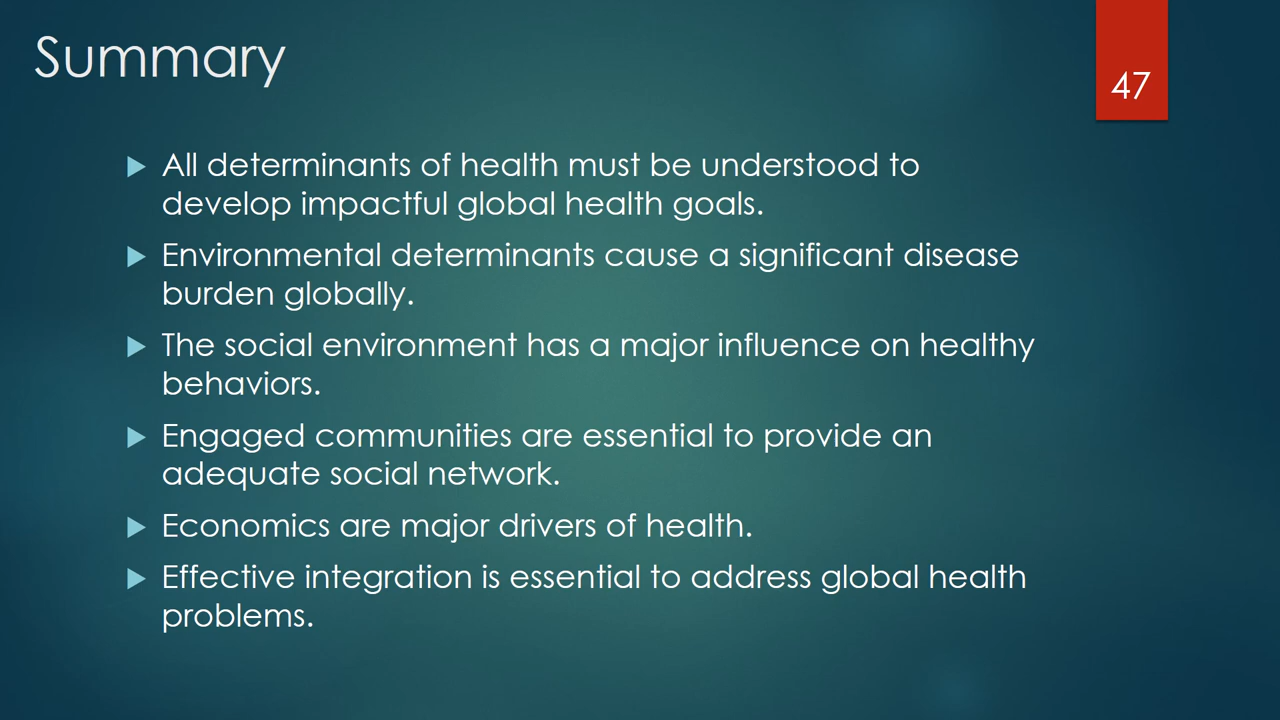 Summary
47
All determinants of health must be understood to
develop impactful global health goals.
Environmental determinants cause a significant disease
burden globally.
The social environment has a major influence on healthy
behaviors.
Engaged communities are essential to provide an
adequate social network.
Economics are major drivers of health.
Effective integration is essential to address global health
problems.